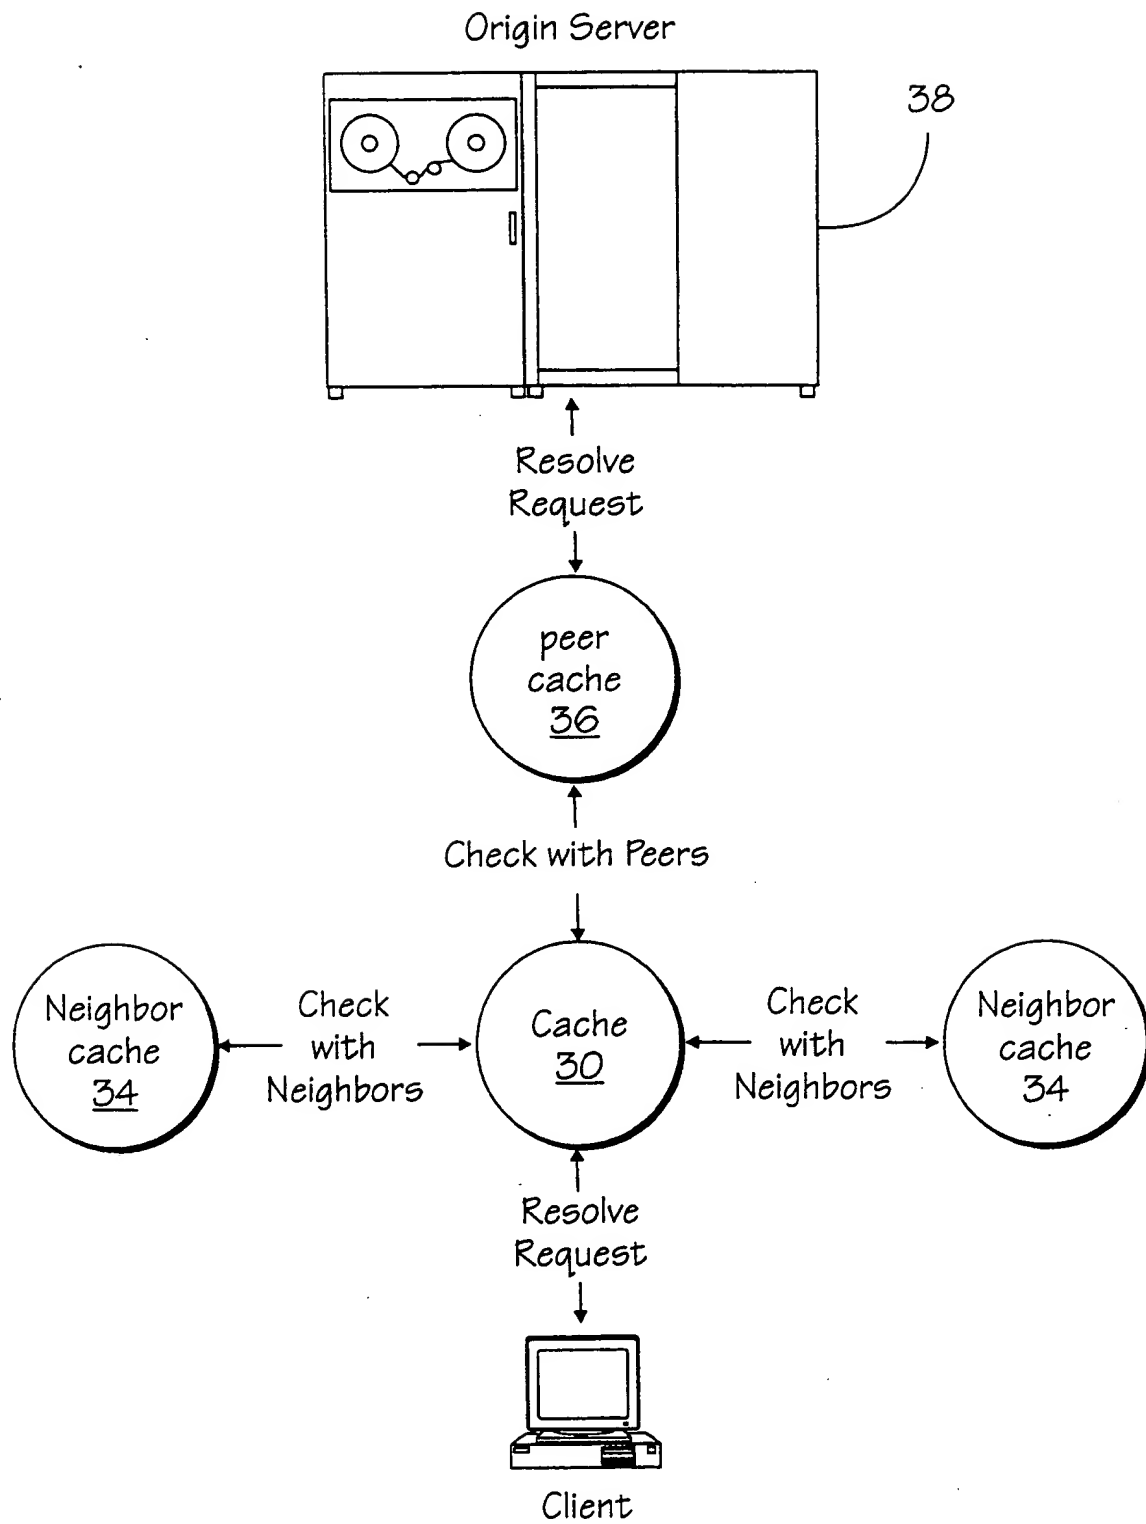 Origin Server
38
Resolve
Request
peer
cache
36
Check with Peers
Neighbor
cache
34
Check
with
Neighbors
Cache
30
Check
with
Neighbors
Neighbor
cache
34
Resolve
Request
Client